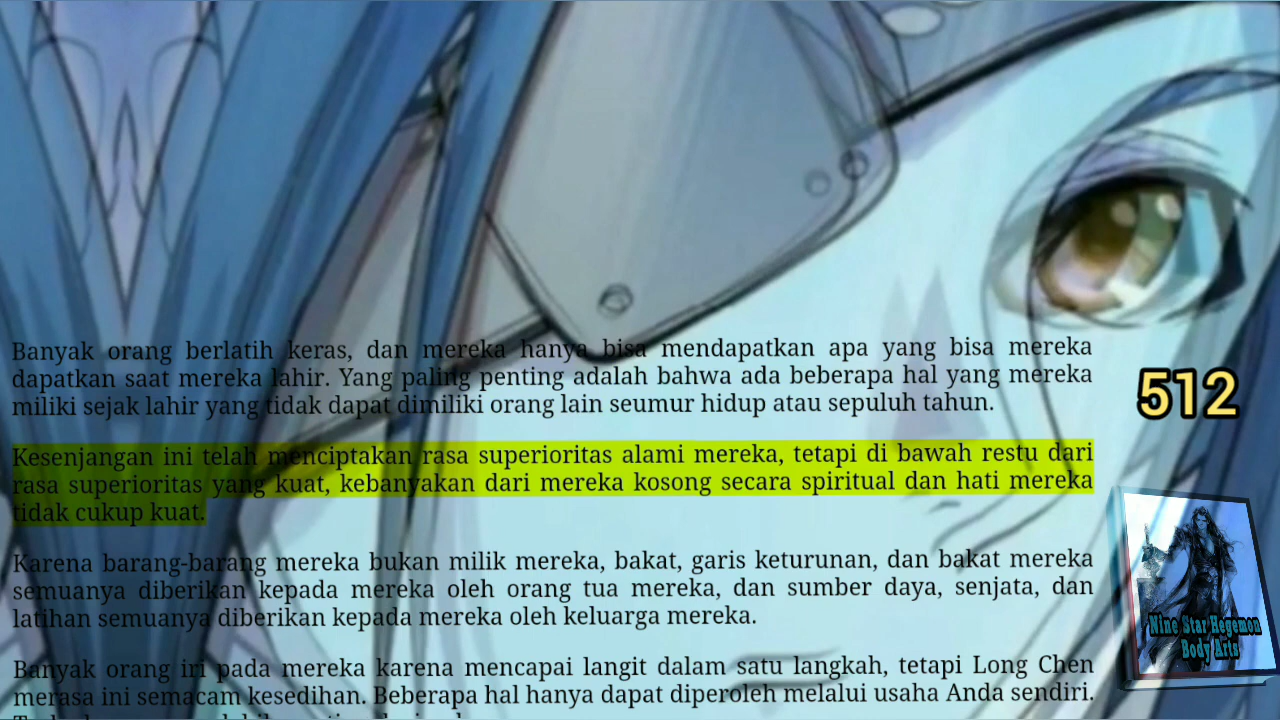 Banyak orang berlatih keras, dan mereka hanya bisa mendapatkan apa yang bisa mereka
dapatkan saat mereka lahir. Yang paling penting adalah bahwa ada beberapa hal yang mereka
miliki sejak lahir yang tidak dapat dimiliki orang lain seumur hidup atau sepuluh tahun.
512
Kesenjangan ini telah menciptakan rasa superioritas alami mereka, tetapi di bawah restu dari
rasa superioritas yang kuat, kebanyakan dari mereka kosong secara spiritual dan hati mereka
tidak cukup kuat.
Karena barang-barang mereka bukan milik mereka, bakat, garis keturunan, dan bakat mereka
semuanya diberikan kepada mereka oleh orang tua mereka, dan sumber daya, senjata, dan
latihan semuanya diberikan kepada mereka oleh keluarga mereka.
Nine Star Hegemon
Body Arts
Banyak orang iri pada mereka karena mencapai langit dalam satu langkah, tetapi Long Chen
merasa ini semacam kesedihan. Beberapa hal hanya dapat diperoleh melalui usaha Anda sendiri.